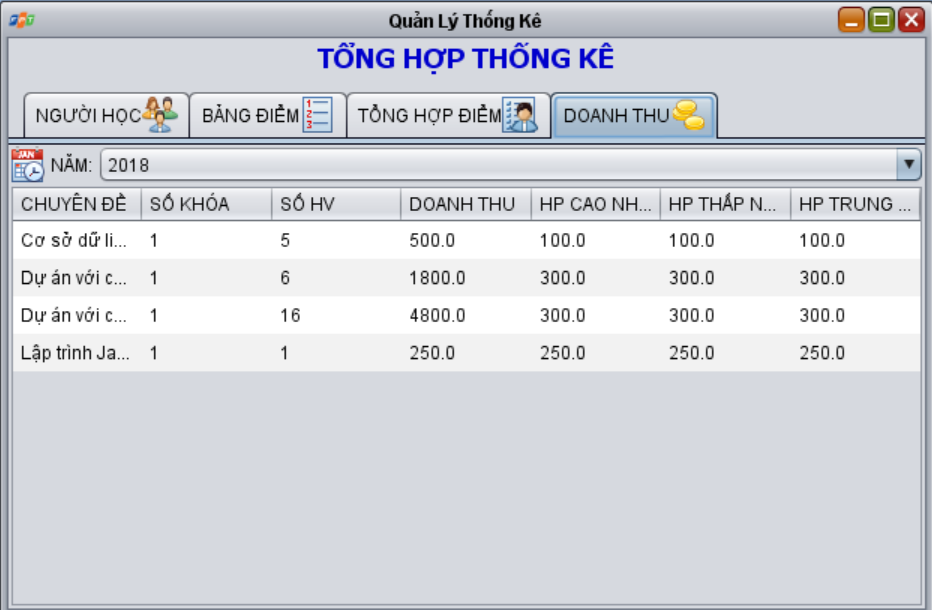 Quản Lý Thống Kê
TỔNG HỢP THỐNG KÊ
NGƯỜI HỌC BẢNG ĐIỂM TỔNG HỢP ĐIỂM DOANH THU
JAN NĂM: 2018
CHUYÊN ĐỀ SỐ KHÓA SỐ HV DOANH THU HP CAO NH... HP THẤP N... HP TRUNG ...
Cơ sở dữ li... 1 5 500.0 100.0 100.0 100.0
Dự án với c... 1 6 1800.0 300.0 300.0 300.0
Dự án với c... 1 16 4800.0 300.0 300.0 300.0
Lập trình Ja... 1 1 250.0 250.0 250.0 250.0